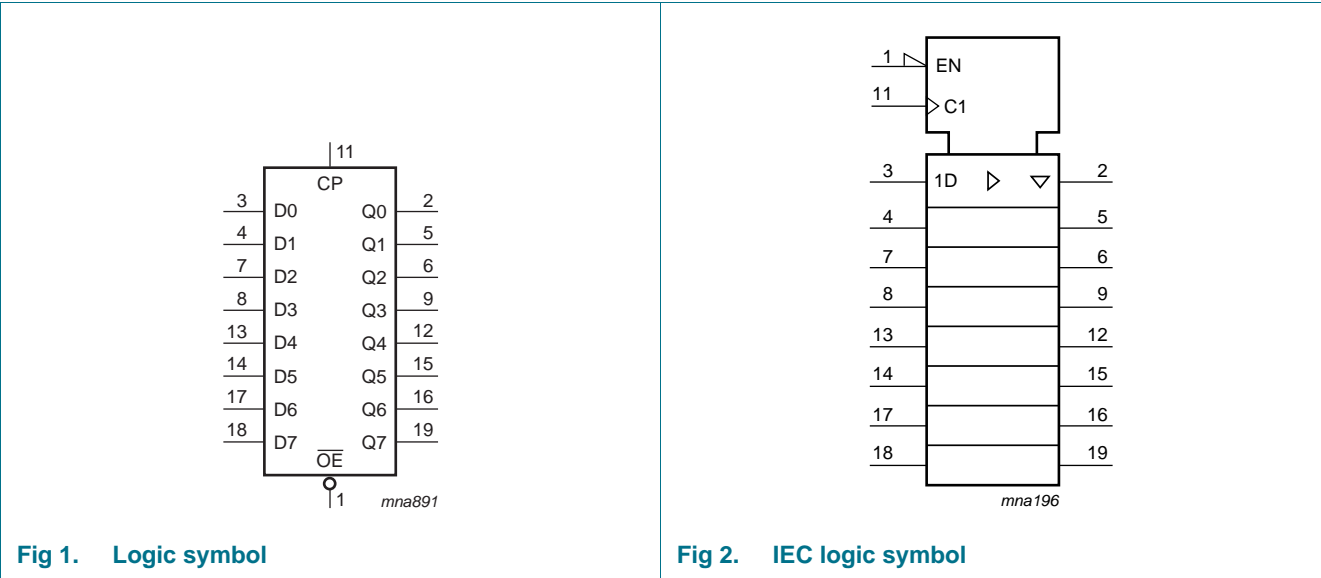 11
CP
3 D0 Q0 2
4 D1 Q1 5
7 D2 Q2 6
8 D3 Q3 9
13 D4 Q4 12
14 D5 Q5 15
17 D6 Q6 16
18 D7 Q7 19
OE
1
mna891
Fig 1. Logic symbol
1 EN
11 C1
3 1D 2
4 5
7 6
8 9
13 12
14 15
17 16
18 19
mna196
Fig 2. IEC logic symbol